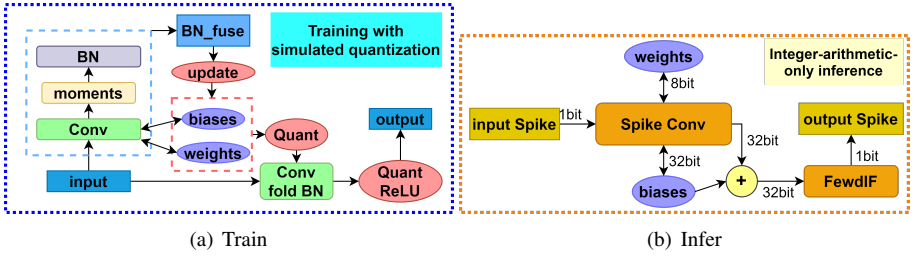 BN_fuse
Training with
simulated quantization
BN
moments
Conv
update
biases
weights
Quant
output
input
Conv
fold BN
Quant
ReLU
(a) Train
weights
Integer-arithmetic-
only inference
8bit
input Spike
1bit
Spike Conv
output Spike
32bit
32bit
1bit
biases
+
32bit
FewdIF
(b) Infer